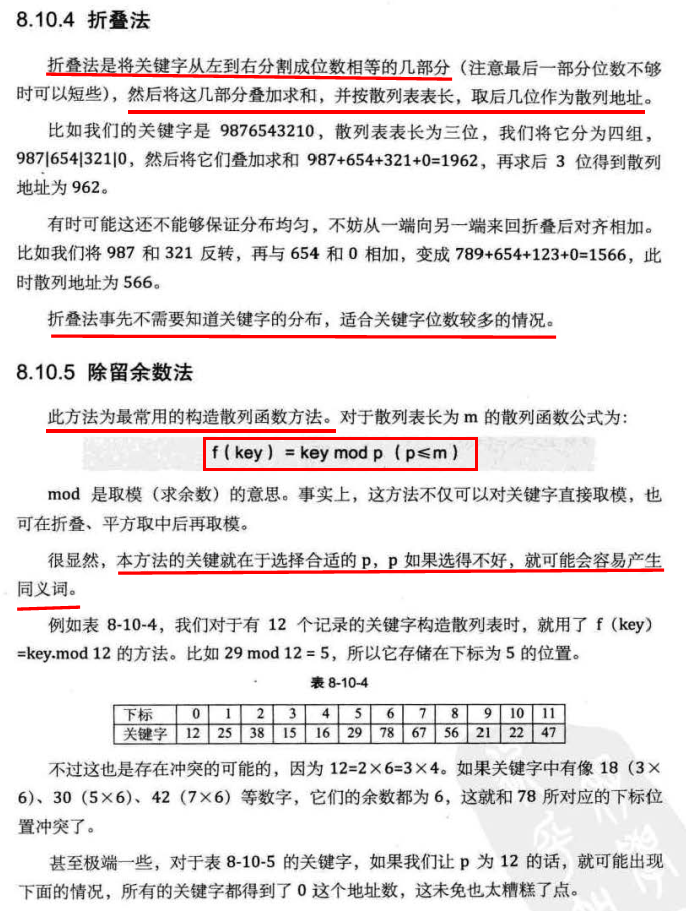 8.10.4 折叠法
折叠法是将关键字从左到右分割成位数相等的几部分（注意最后一部分位数不够
时可以短些），然后将这几部分叠加求和，并按散列表表长，取后几位作为散列地址。
比如我们的关键字是 9876543210，散列表表长为三位，我们将它分为四组，
987|654|321|0，然后将它们叠加求和 987+654+321+0=1962，再求后 3 位得到散列
地址为 962。
有时可能这还不能够保证分布均匀，不妨从一端向另一端来回折叠后对齐相加。
比如我们将 987 和 321 反转，再与 654 和 0 相加，变成 789+654+123+0=1566，此
时散列地址为 566。
折叠法事先不需要知道关键字的分布，适合关键字位数较多的情况。
8.10.5 除留余数法
此方法为最常用的构造散列函数方法。对于散列表长为 m 的散列函数公式为：
f（key）=key mod p（p≤m）
mod 是取模（求余数）的意思。事实上，这方法不仅可以对关键字直接取模，也
可在折叠、平方取中后再取模。
很显然，本方法的关键就在于选择合适的 p，p 如果选得不好，就可能会容易产生
同义词。
例如表 8-10-4，我们对于有 12 个记录的关键字构造散列表时，就用了 f（key）
=key.mod 12 的方法。比如 29 mod 12 = 5，所以它存储在下标为 5 的位置。
表 8-10-4
下标 0 1 2 3 4 5 6 7 8 9 10 11
关键字 12 25 38 15 16 29 78 67 56 21 22 47
不过这也是存在冲突的可能的，因为 12=2×6=3×4。如果关键字中有像 18（3×
6）、30（5×6）、42（7×6）等数字，它们的余数都为 6，这就和 78 所对应的下标位
置冲突了。
甚至极端一些，对于表 8-10-5 的关键字，如果我们让 p 为 12 的话，就可能出现
下面的情况，所有的关键字都得到了 0 这个地址数，这未免也太糟糕了点。